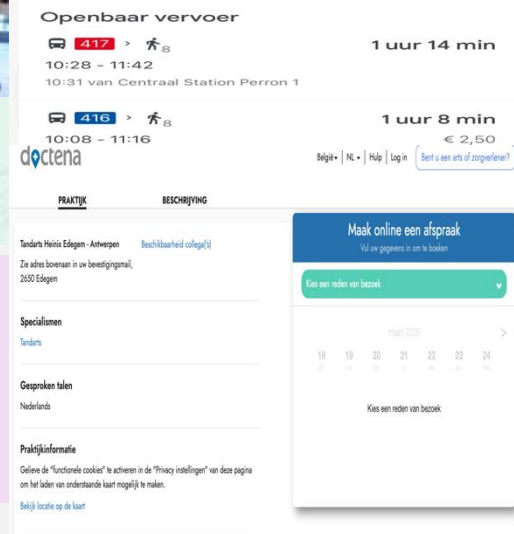 Openbaar vervoer
417 > 8 1 uur 14 min
10:28 - 11:42
10:31 van Centraal Station Perron 1
416 > 8 1 uur 8 min
10:08 - 11:16 € 2,50
doctena België NL Hulp Log in Bent u een arts of zorgverlener?
PRAKTIJK BESCHRIJVING
Tandarts Heinix Edegem - Antwerpen Beschikbaarheid collega('s)
Zie adres bovenaan in uw bevestigingsmail,
2650 Edegem
Specialismen
Tandarts
Gesproken talen
Nederlands
Praktijkinformatie
Gelieve de "functionele cookies" te activeren in de "Privacy instellingen" van deze pagina
om het laden van onderstaande kaart mogelijk te maken.
Bekijk locatie op de kaart
Maak online een afspraak
Vul uw gegevens in om te boeken
Kies een reden van bezoek
maart 2025 >
18 19 20 21 22 23 24
Kies een reden van bezoek